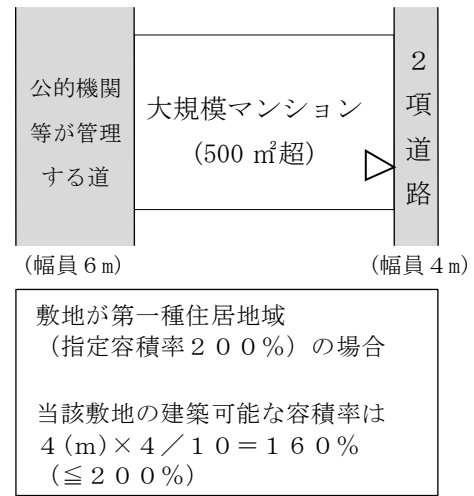 公的機関
等が管理
する道
大規模マンション
(500 ㎡超)
２項道路
(幅員６m)
(幅員４m)
敷地が第一種住居地域
（指定容積率２００％）の場合
当該敷地の建築可能な容積率は
４(m)×４／10＝１６０％
（≦２００％）